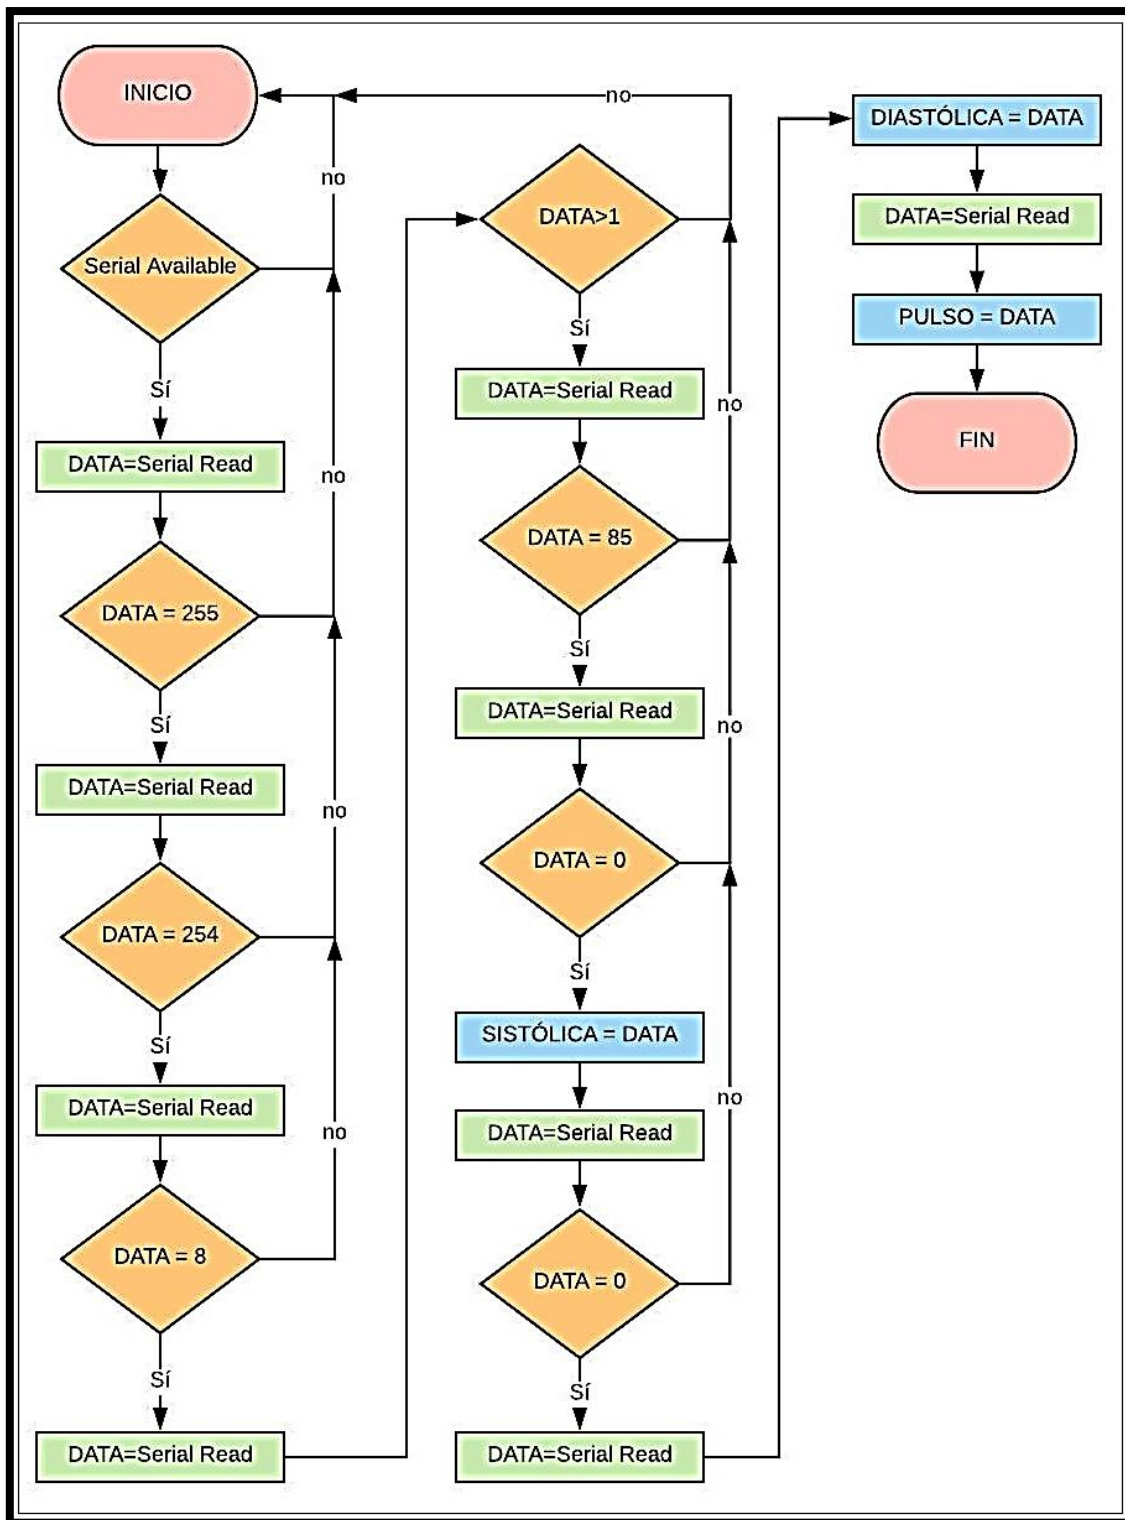 INICIO
no
Serial Available
Sí
DATA=Serial Read
no
DATA = 255
Sí
DATA=Serial Read
no
DATA = 254
Sí
DATA=Serial Read
no
DATA = 8
Sí
DATA=Serial Read
no
DATA>1
Sí
DATA=Serial Read
no
DATA = 85
Sí
DATA=Serial Read
no
DATA = 0
Sí
SISTÓLICA = DATA
no
DATA=Serial Read
DATA = 0
Sí
DATA=Serial Read
DIASTÓLICA = DATA
DATA=Serial Read
PULSO = DATA
FIN